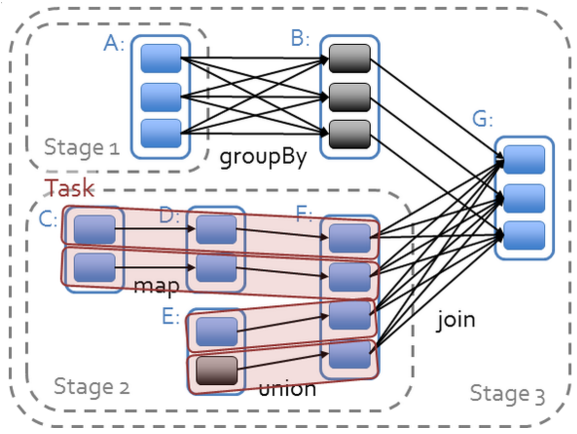 A:
B:
G:
Stage 1
groupBy
Task
C:
D:
F:
map
E:
join
Stage 2
union
Stage 3